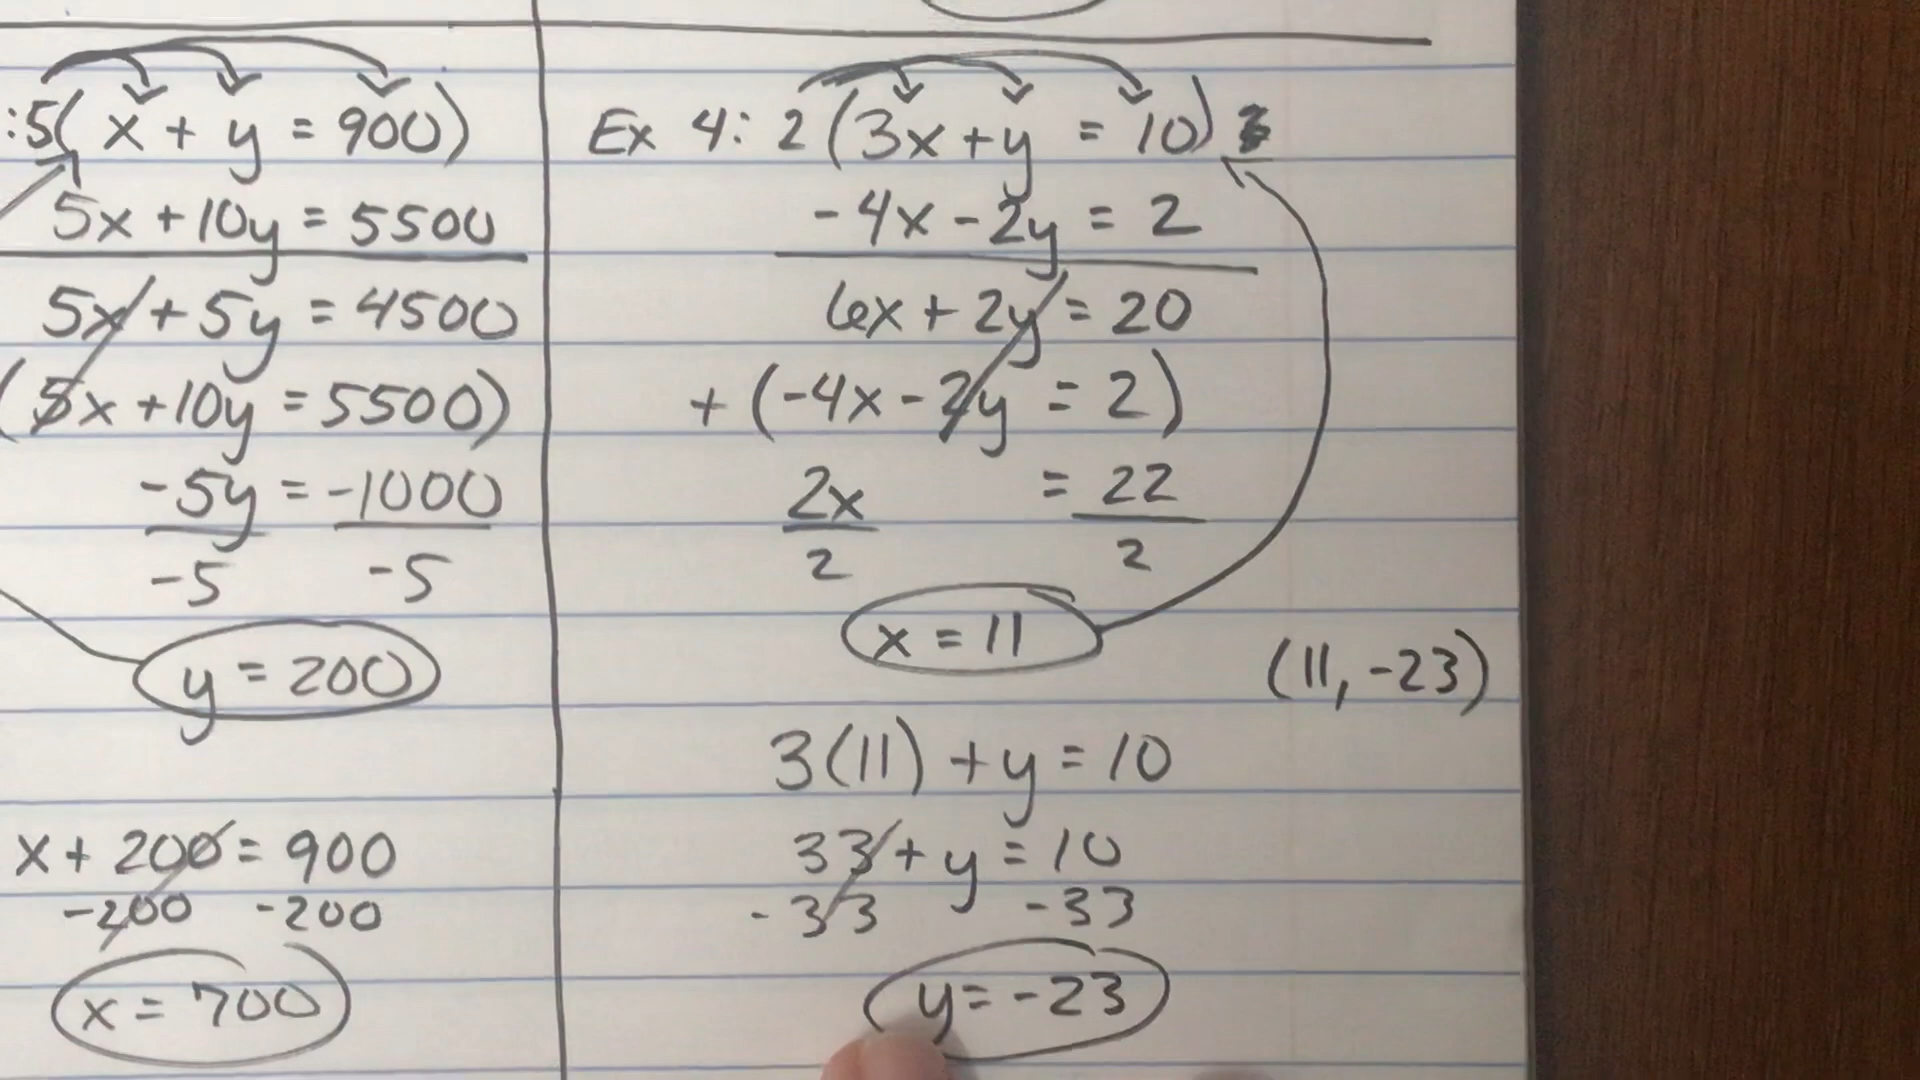 :5( x + y = 900)
5x + 10y = 5500
5x + 5y = 4500
(5x + 10y = 5500)
-5y = -1000
-5 -5
y = 200
x + 200 = 900
-200 -200
x = 700
Ex 4: 2 (3x + y = 10)
-4x - 2y = 2
6x + 2y = 20
+ (-4x - 2y = 2)
2x = 22
2 2
x = 11
(11, -23)
3(11) + y = 10
33 + y = 10
-33 -33
y = -23